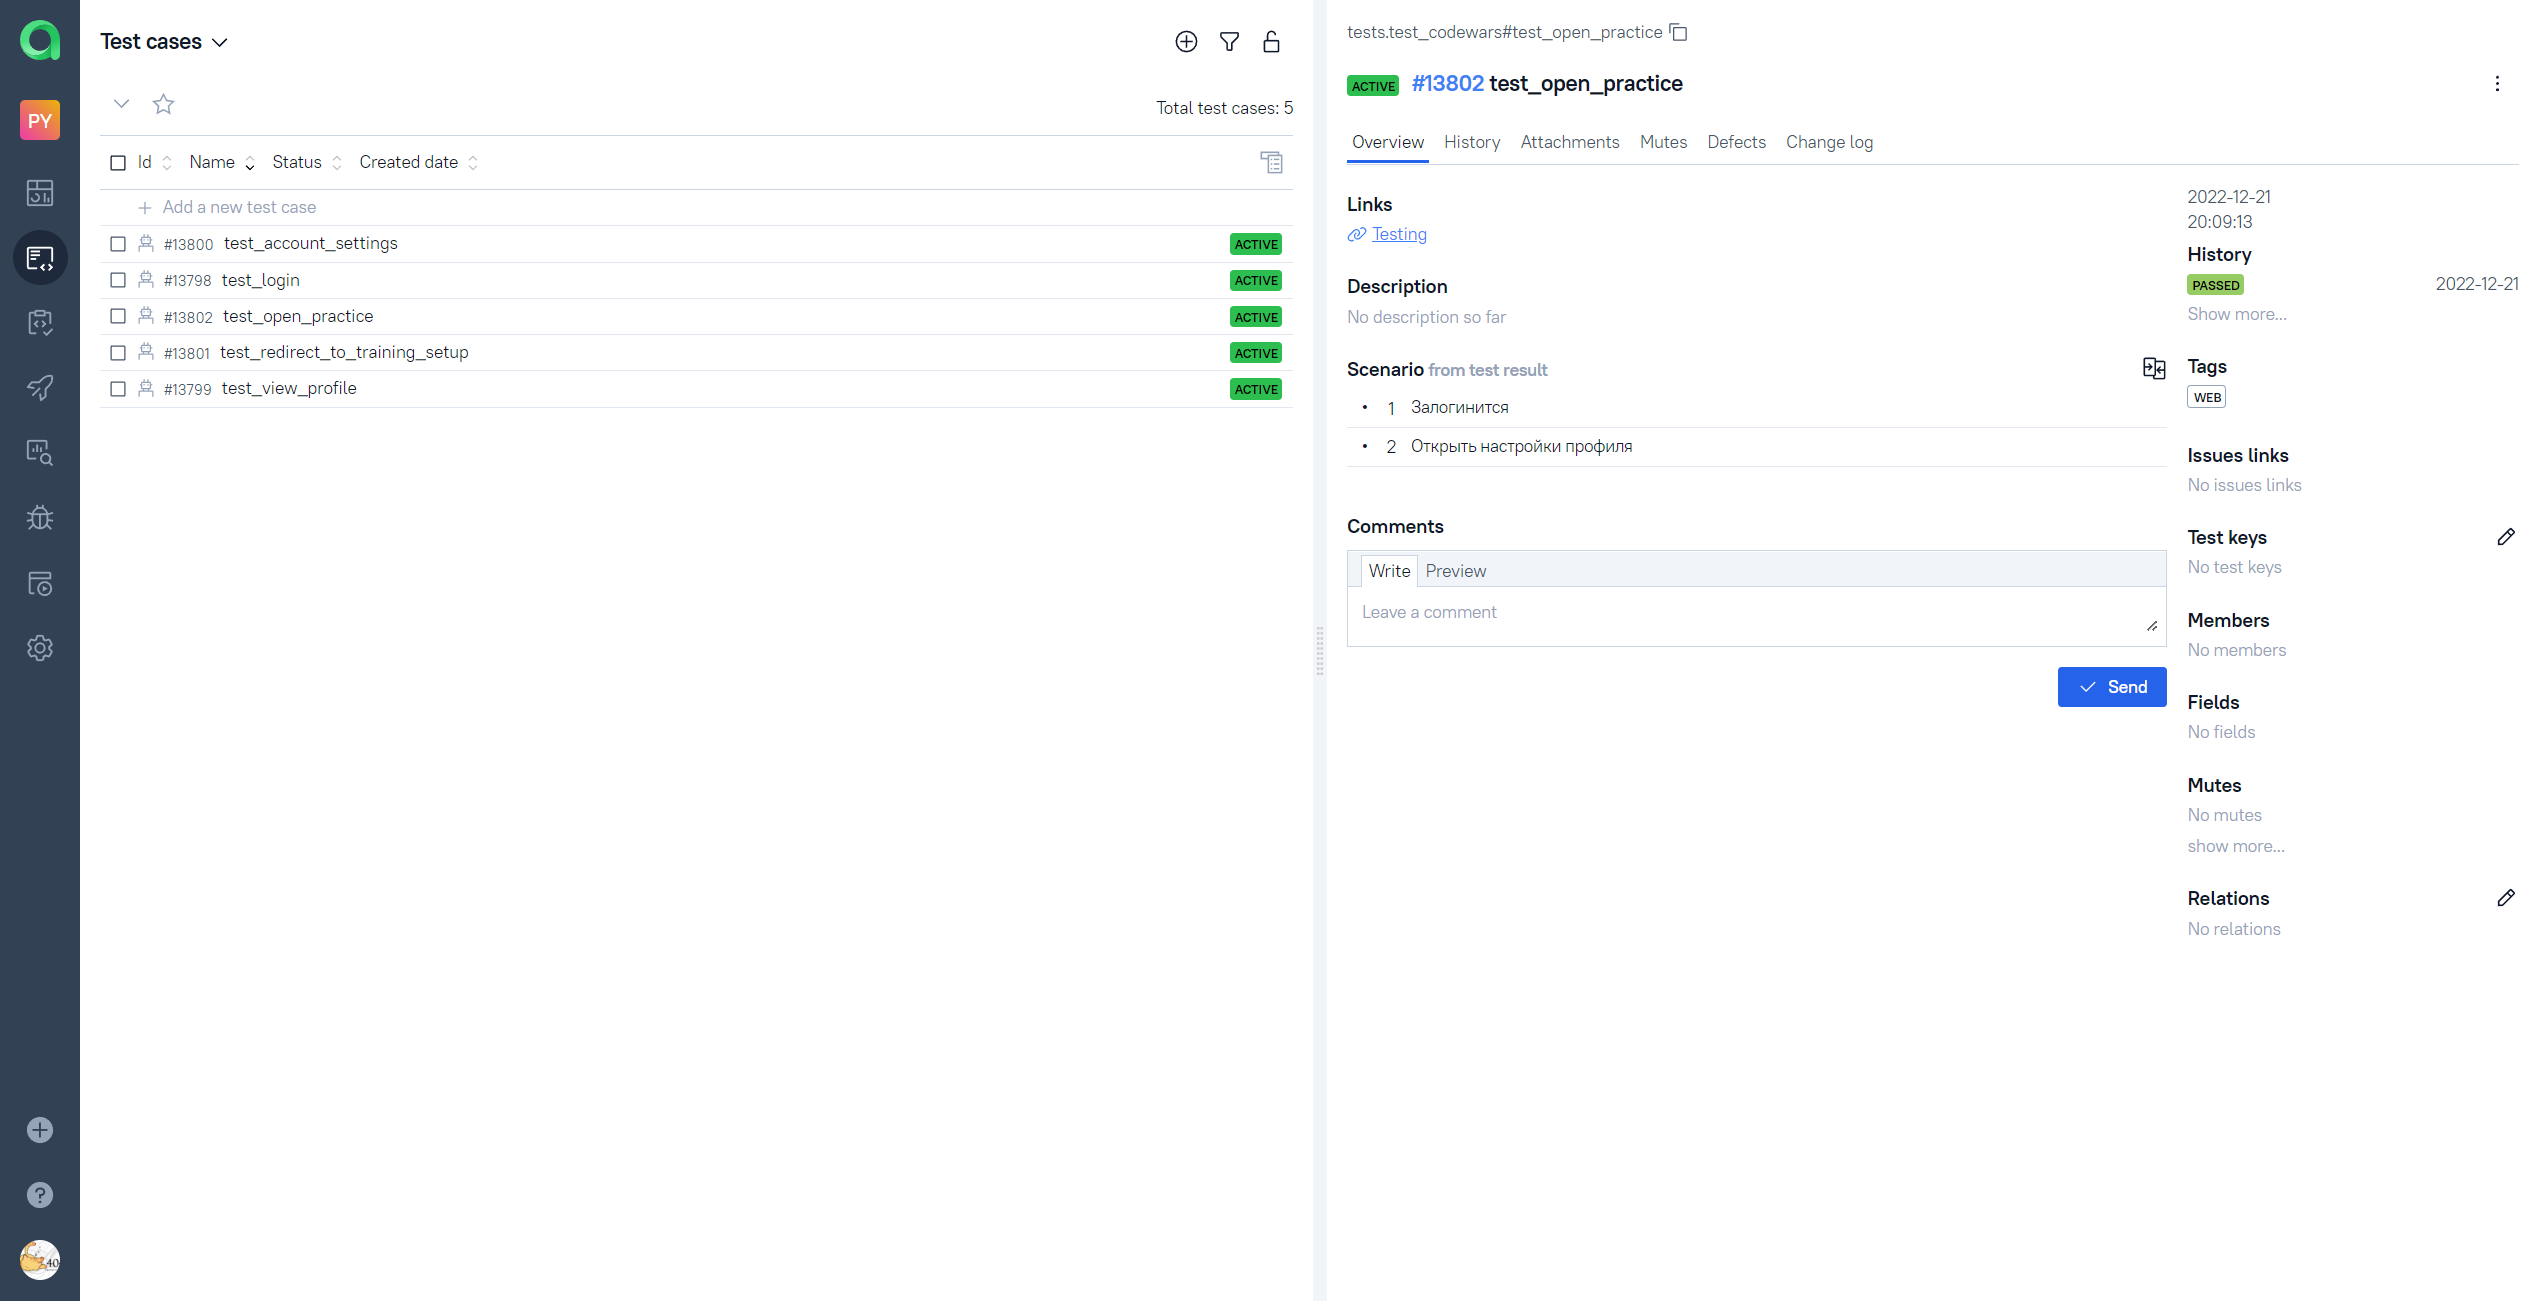 PY
Test cases
Total test cases: 5
Id Name Status Created date
Add a new test case
#13800 test_account_settings ACTIVE
#13798 test_login ACTIVE
#13802 test_open_practice ACTIVE
#13801 test_redirect_to_training_setup ACTIVE
#13799 test_view_profile ACTIVE
40
tests.test_codewars#test_open_practice
ACTIVE #13802 test_open_practice
Overview History Attachments Mutes Defects Change log
Links
Testing
Description
No description so far
Scenario from test result
• 1 Залогинится
• 2 Открыть настройки профиля
Comments
Write Preview
Leave a comment
Send
2022-12-21
20:09:13
History
PASSED 2022-12-21
Show more...
Tags
WEB
Issues links
No issues links
Test keys
No test keys
Members
No members
Fields
No fields
Mutes
No mutes
show more...
Relations
No relations